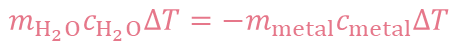 m_H₂O c_H₂O ΔT = −m_metal c_metal ΔT